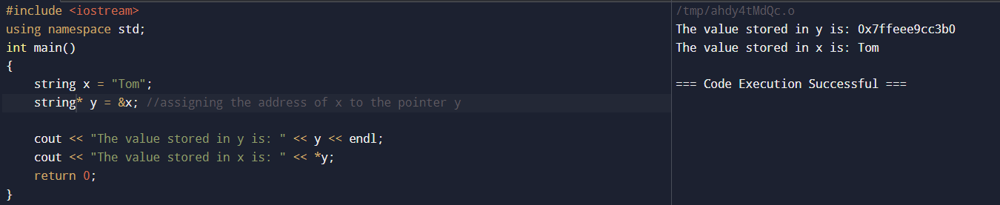 #include <iostream>
using namespace std;
int main()
{
    string x = "Tom";
    string* y = &x; //assigning the address of x to the pointer y

    cout << "The value stored in y is: " << y << endl;
    cout << "The value stored in x is: " << *y;
    return 0;
}
/tmp/ahdy4tMdQc.o
The value stored in y is: 0x7ffeee9cc3b0
The value stored in x is: Tom

=== Code Execution Successful ===